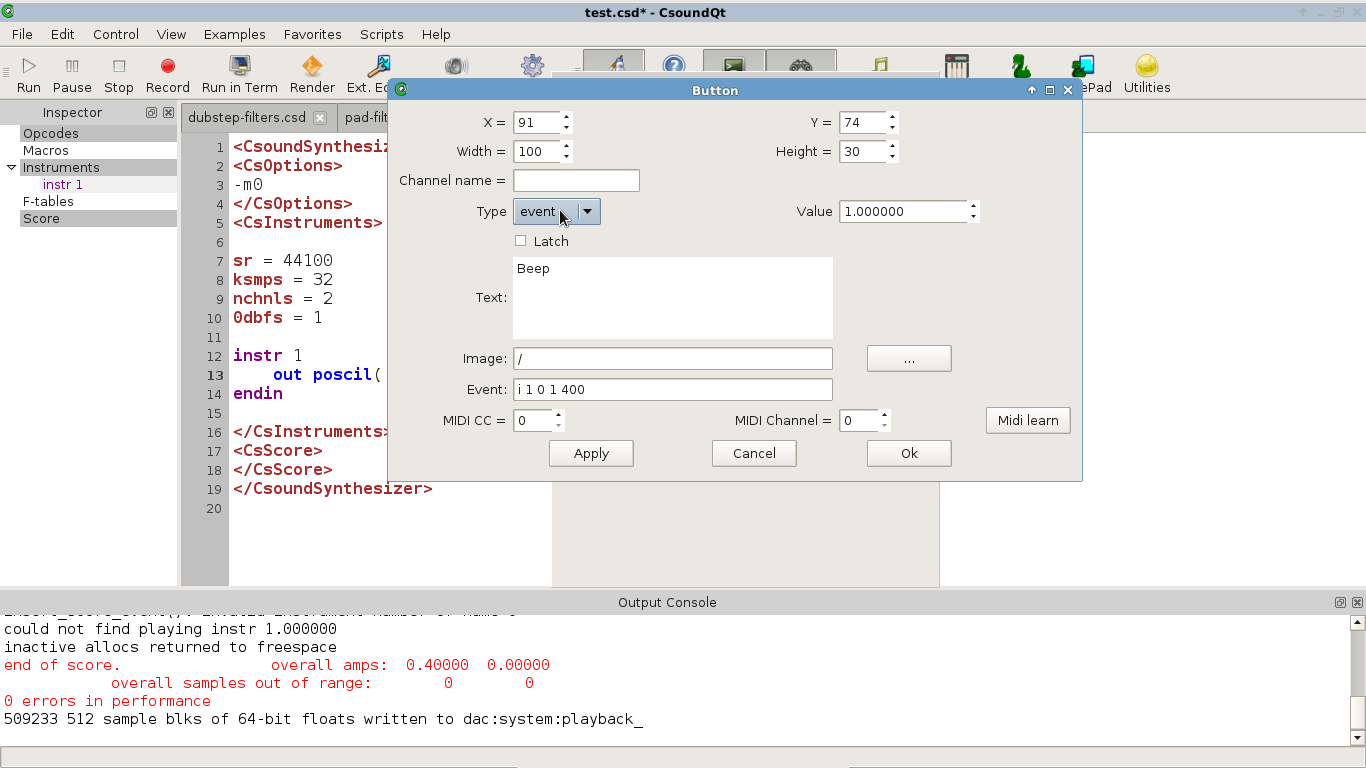 test.csd* - CsoundQt
File Edit Control View Examples Favorites Scripts Help
Run Pause Stop Record Run in Term Render Ext. Ed Pad Utilities
Button
Inspector
Opcodes
Macros
Instruments
instr 1
F-tables
Score
dubstep-filters.csd pad-filt
1 <CsoundSynthesiz
2 <CsOptions>
3 -m0
4 </CsOptions>
5 <CsInstruments>
6
7 sr = 44100
8 ksmps = 32
9 nchnls = 2
10 0dbfs = 1
11
12 instr 1
13 out poscil(
14 endin
15
16 </CsInstruments>
17 <CsScore>
18 </CsScore>
19 </CsoundSynthesizer>
20
X = 91 Y = 74
Width = 100 Height = 30
Channel name =
Type event Value 1.000000
Latch
Text: Beep
Image: / ...
Event: i 1 0 1 400
MIDI CC = 0 MIDI Channel = 0 Midi learn
Apply Cancel Ok
Output Console
could not find playing instr 1.000000
inactive allocs returned to freespace
end of score. overall amps: 0.40000 0.00000
overall samples out of range: 0 0
0 errors in performance
509233 512 sample blks of 64-bit floats written to dac:system:playback_